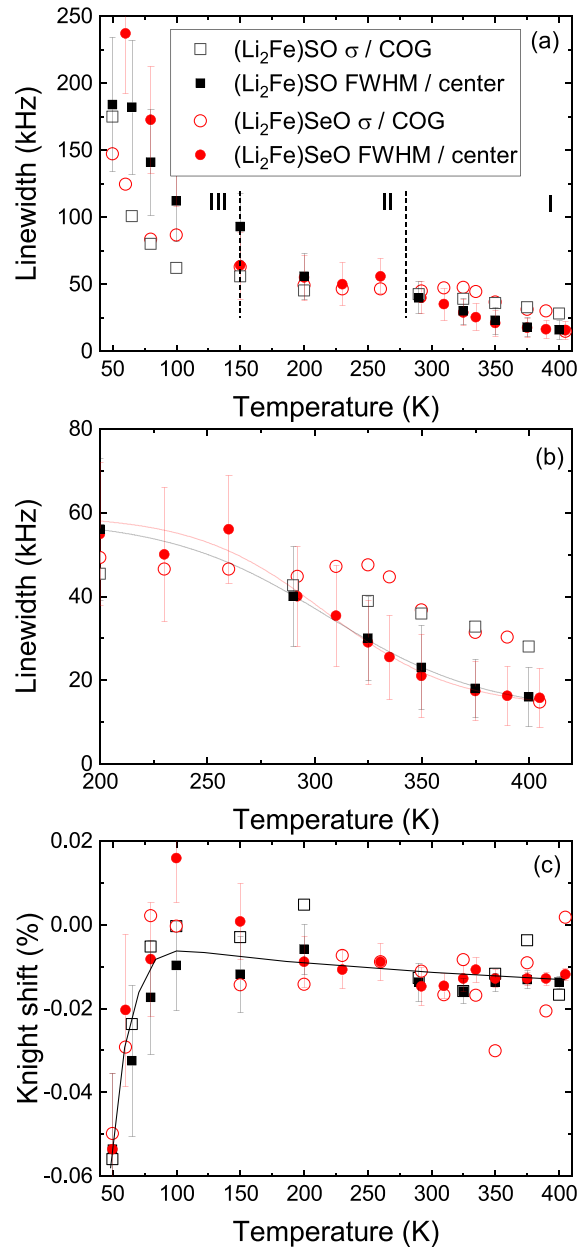 (a)
(Li₂Fe)SO σ / COG
(Li₂Fe)SO FWHM / center
(Li₂Fe)SeO σ / COG
(Li₂Fe)SeO FWHM / center
III
II
I
250
200
150
100
50
0
Linewidth (kHz)
50 100 150 200 250 300 350 400
Temperature (K)
(b)
80
60
40
20
0
Linewidth (kHz)
200 250 300 350 400
Temperature (K)
(c)
0.02
0.00
-0.02
-0.04
-0.06
Knight shift (%)
50 100 150 200 250 300 350 400
Temperature (K)